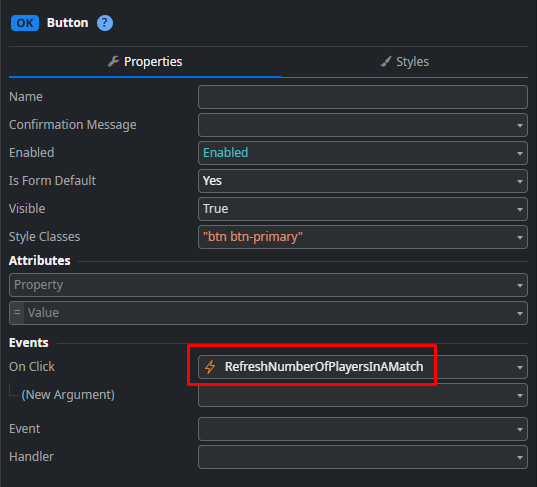 OK Button ?
Properties Styles
Name
Confirmation Message
Enabled Enabled
Is Form Default Yes
Visible True
Style Classes "btn btn-primary"
Attributes
Property
= Value
Events
On Click RefreshNumberOfPlayersInAMatch
(New Argument)
Event
Handler